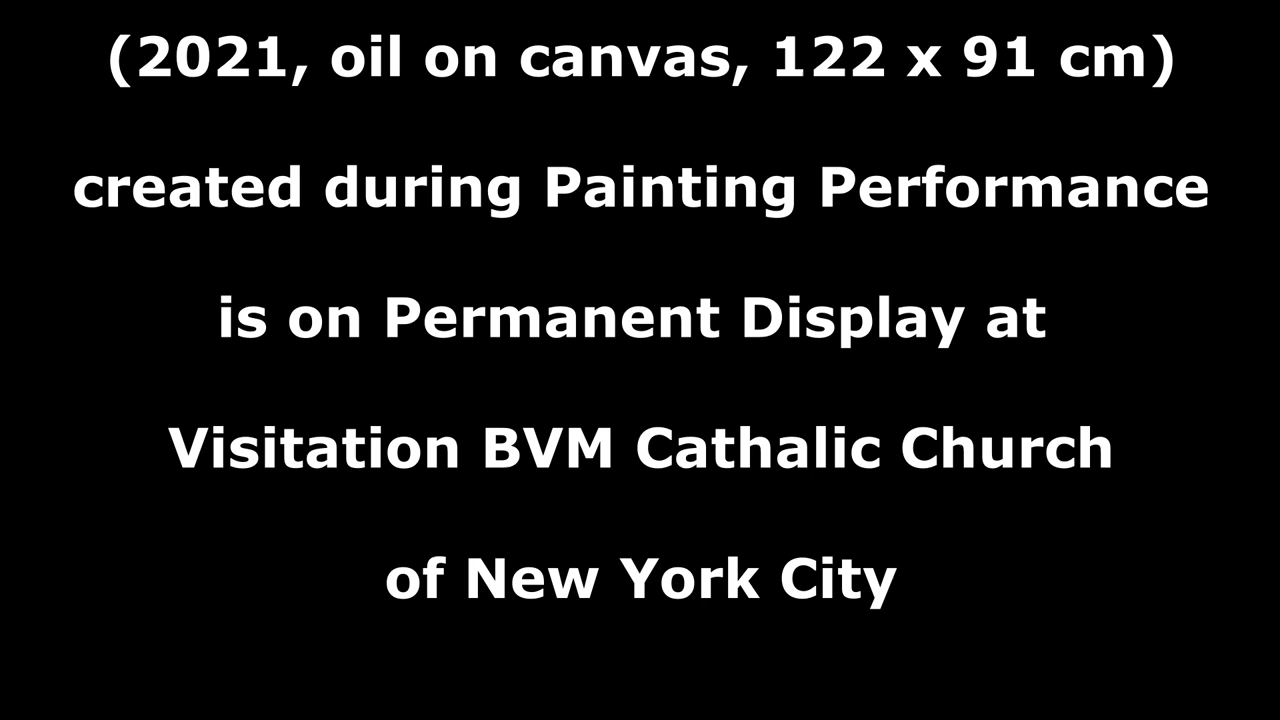 (2021, oil on canvas, 122 x 91 cm)
created during Painting Performance
is on Permanent Display at
Visitation BVM Cathalic Church
of New York City